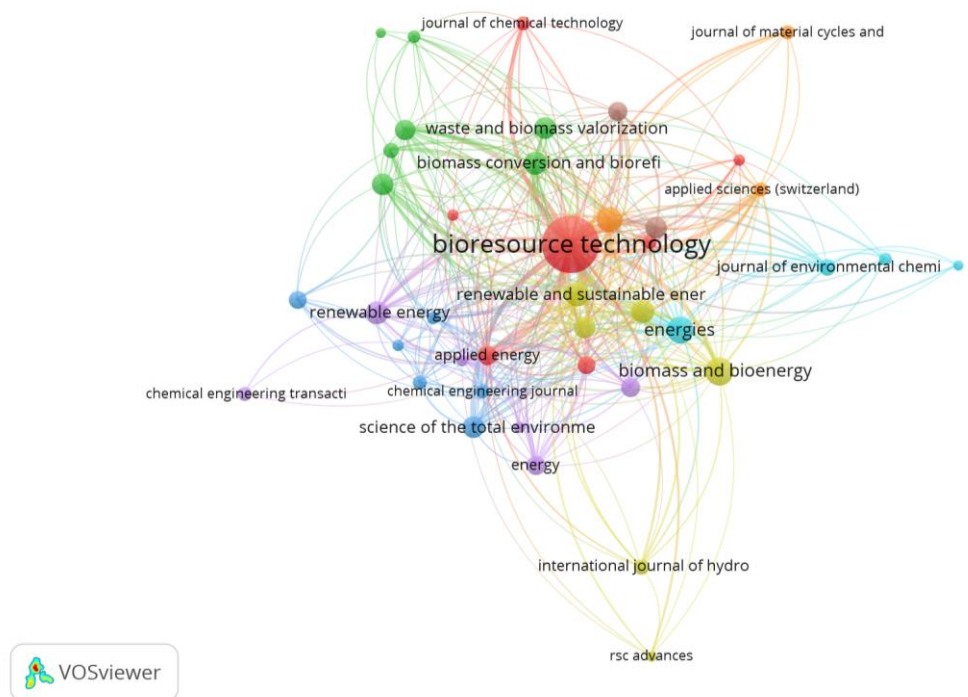 journal of chemical technology
journal of material cycles and
waste and biomass valorization
biomass conversion and biorefi
applied sciences (switzerland)
bioresource technology
journal of environmental chemi
renewable and sustainable ener
renewable energy
energies
applied energy
biomass and bioenergy
chemical engineering transacti
chemical engineering journal
science of the total environme
energy
international journal of hydro
rsc advances
VOSviewer